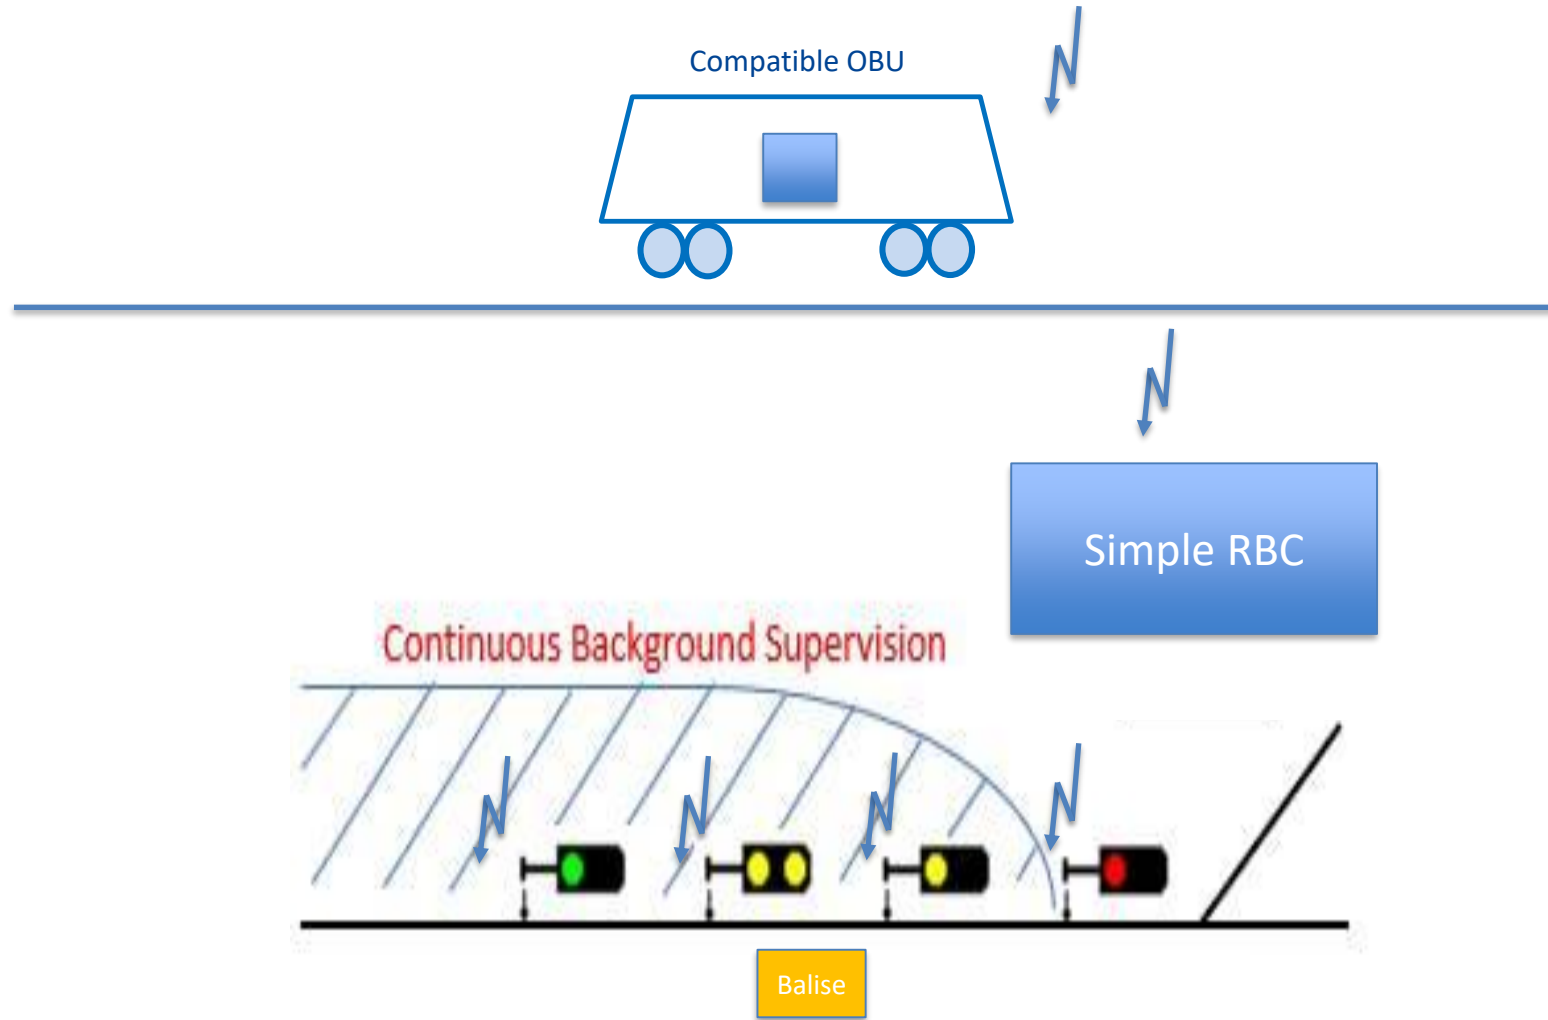 Compatible OBU
Simple RBC
Continuous Background Supervision
Balise